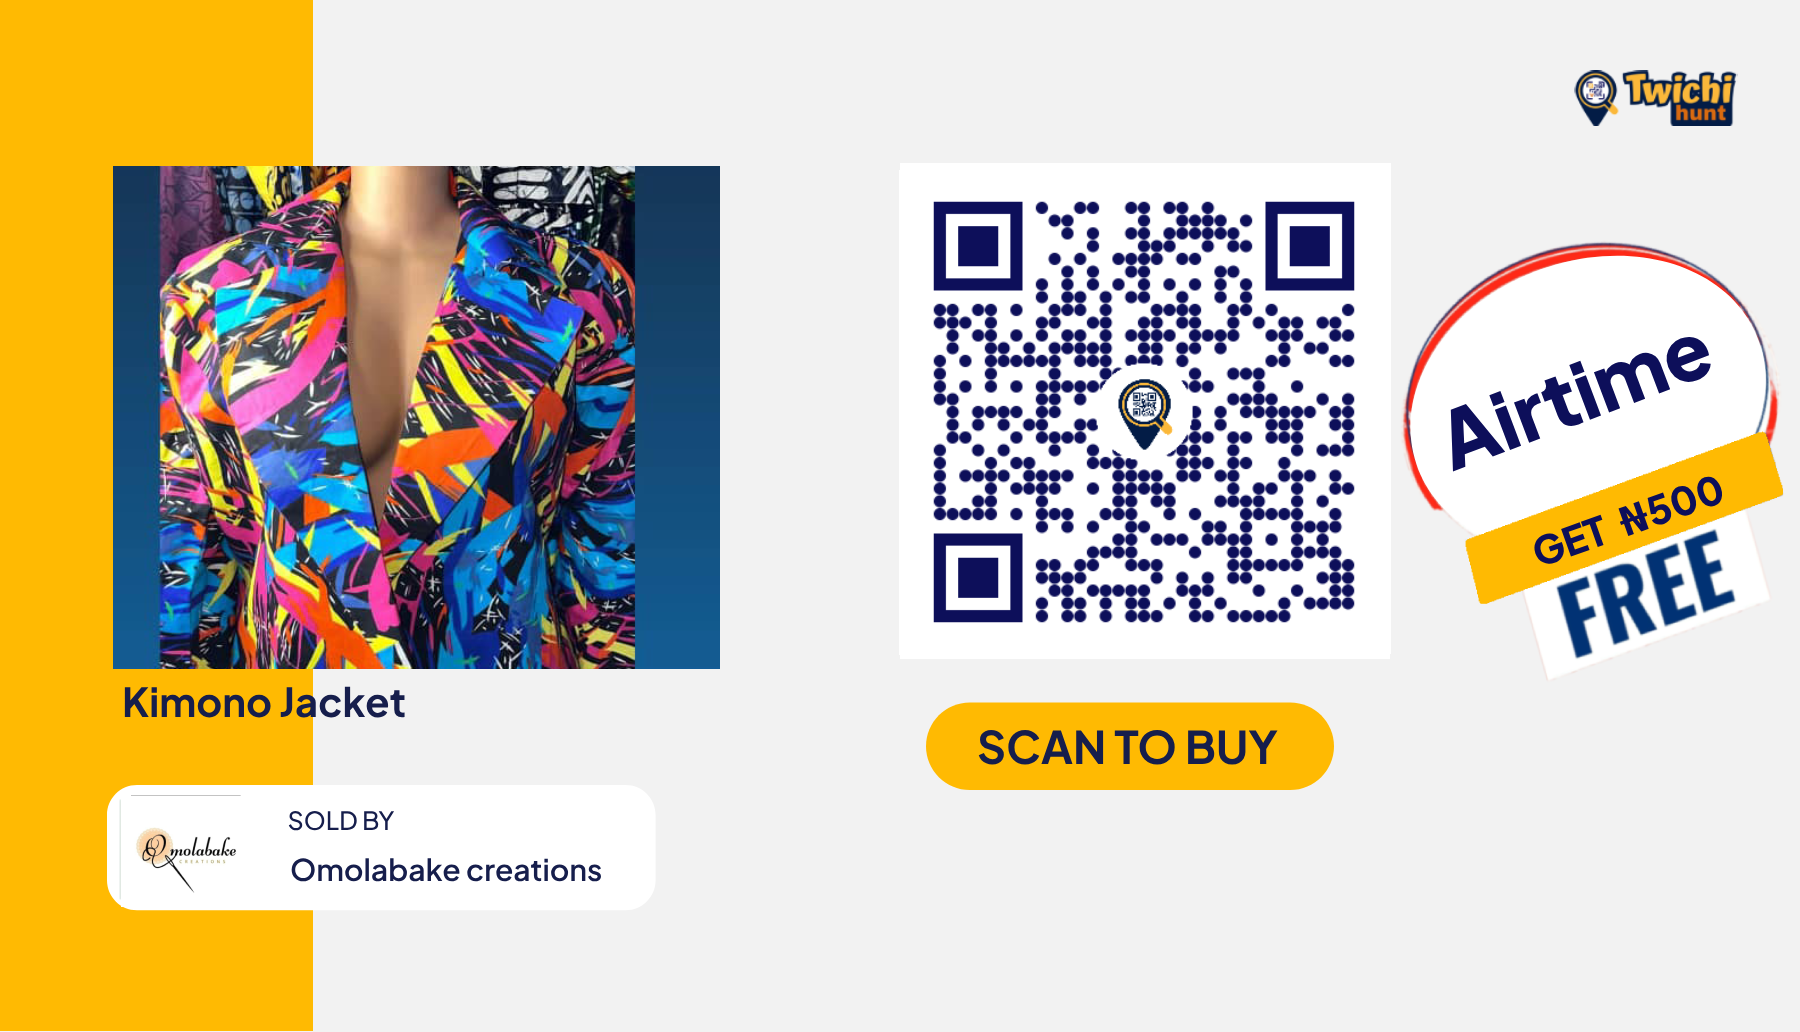 Twichi
hunt
Airtime
GET ₦500
FREE
Kimono Jacket
SCAN TO BUY
SOLD BY
Omolabake
CREATIONS
Omolabake creations